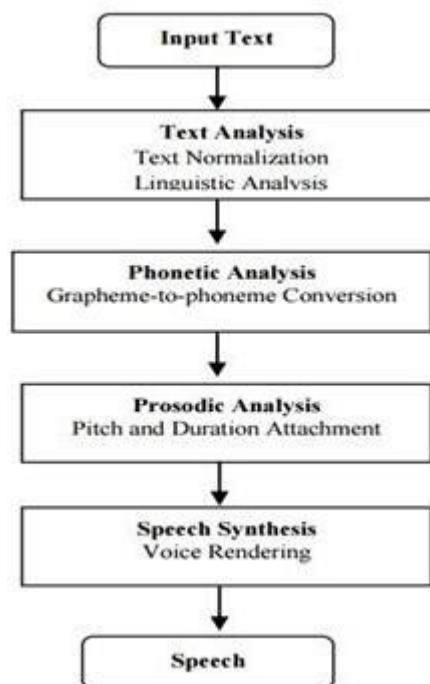 Input Text
Text Analysis
Text Normalization
Linguistic Analysis
Phonetic Analysis
Grapheme-to-phoneme Conversion
Prosodic Analysis
Pitch and Duration Attachment
Speech Synthesis
Voice Rendering
Speech